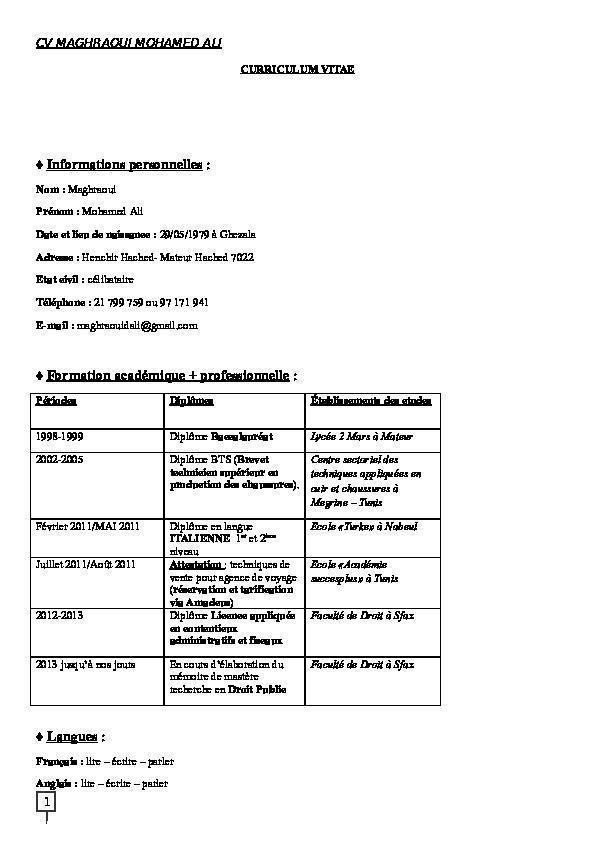 CV MAGHRAOUI MOHAMED ALI
CURRICULUM VITAE
♦ Informations personnelles :
Nom : Maghraoui
Prénom : Mohamed Ali
Date et lieu de naissance : 29/05/1979 à Ghezala
Adresse : Henchir Hached- Mateur Hached 7022
Etat civil : célibataire
Téléphone : 21 799 759 ou 97 171 941
E-mail : maghraouidali@gmail.com
♦ Formation académique + professionnelle :
Périodes Diplômes Établissements des etudes
1998-1999 Diplôme Baccalauréat Lycée 2 Mars à Mateur
2002-2005 Diplôme BTS (Brevet Centre sectoriel des
technicien supérieur en techniques appliquées en
production des chaussures). cuir et chaussures à
Megrine – Tunis
Février 2011/MAI 2011 Diplôme en langue Ecole «Turke» à Nabeul
ITALIENNE 1er et 2ème
niveau
Juillet 2011/Août 2011 Attestation : techniques de Ecole «Académie
vente pour agence de voyage succesplus» à Tunis
(réservation et tarification
via Amadeus)
2012-2013 Diplôme Licence appliquée Faculté de Droit à Sfax
en contentieux
administratifs et fiscaux
2013 jusqu'à nos jours En cours d'élaboration du Faculté de Droit à Sfax
mémoire de mastère
recherche en Droit Public
♦ Langues :
Français : lire – écrire – parler
Anglais : lire – écrire – parler
1